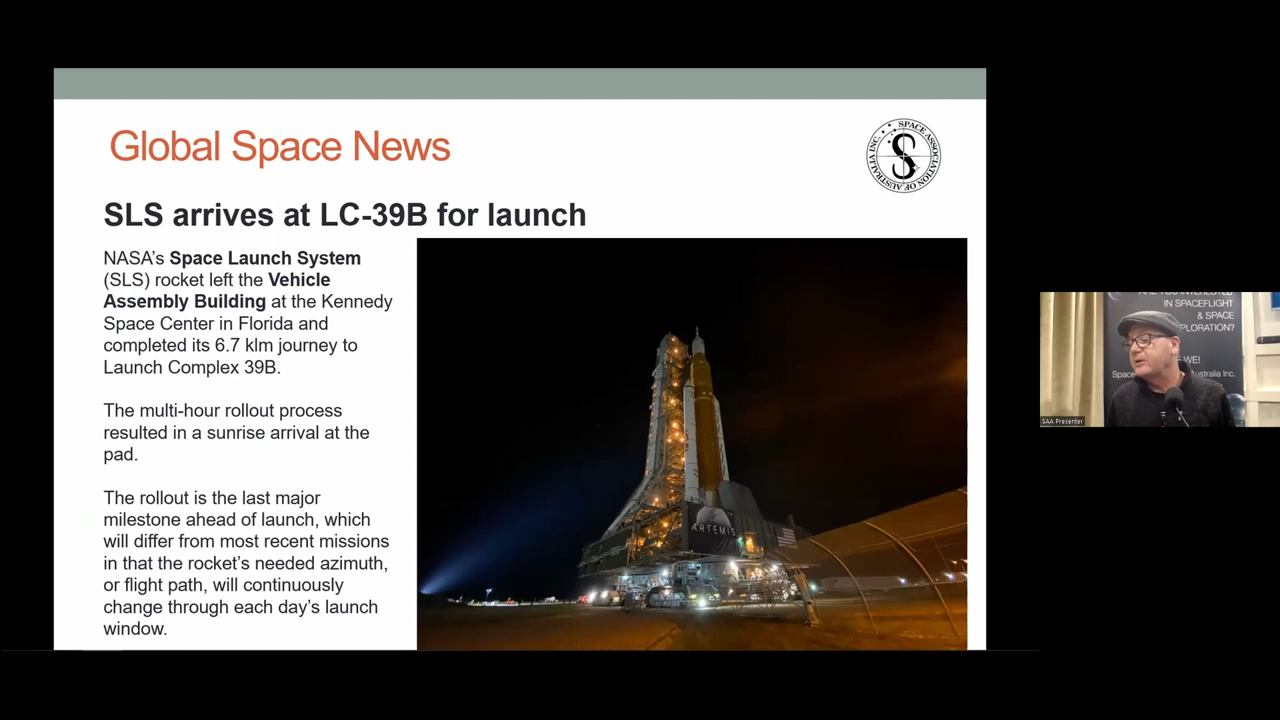 Global Space News
SPACE ASSOCIATION
OF AUSTRALIA INC.
S
SLS arrives at LC-39B for launch
NASA's Space Launch System
(SLS) rocket left the Vehicle
Assembly Building at the Kennedy
Space Center in Florida and
completed its 6.7 klm journey to
Launch Complex 39B.
The multi-hour rollout process
resulted in a sunrise arrival at the
pad.
The rollout is the last major
milestone ahead of launch, which
will differ from most recent missions
in that the rocket's needed azimuth,
or flight path, will continuously
change through each day's launch
window.
ARTEMIS
IN SPACEFLIGHT
& SPACE
WE!
Australia Inc.
SAA Presenter